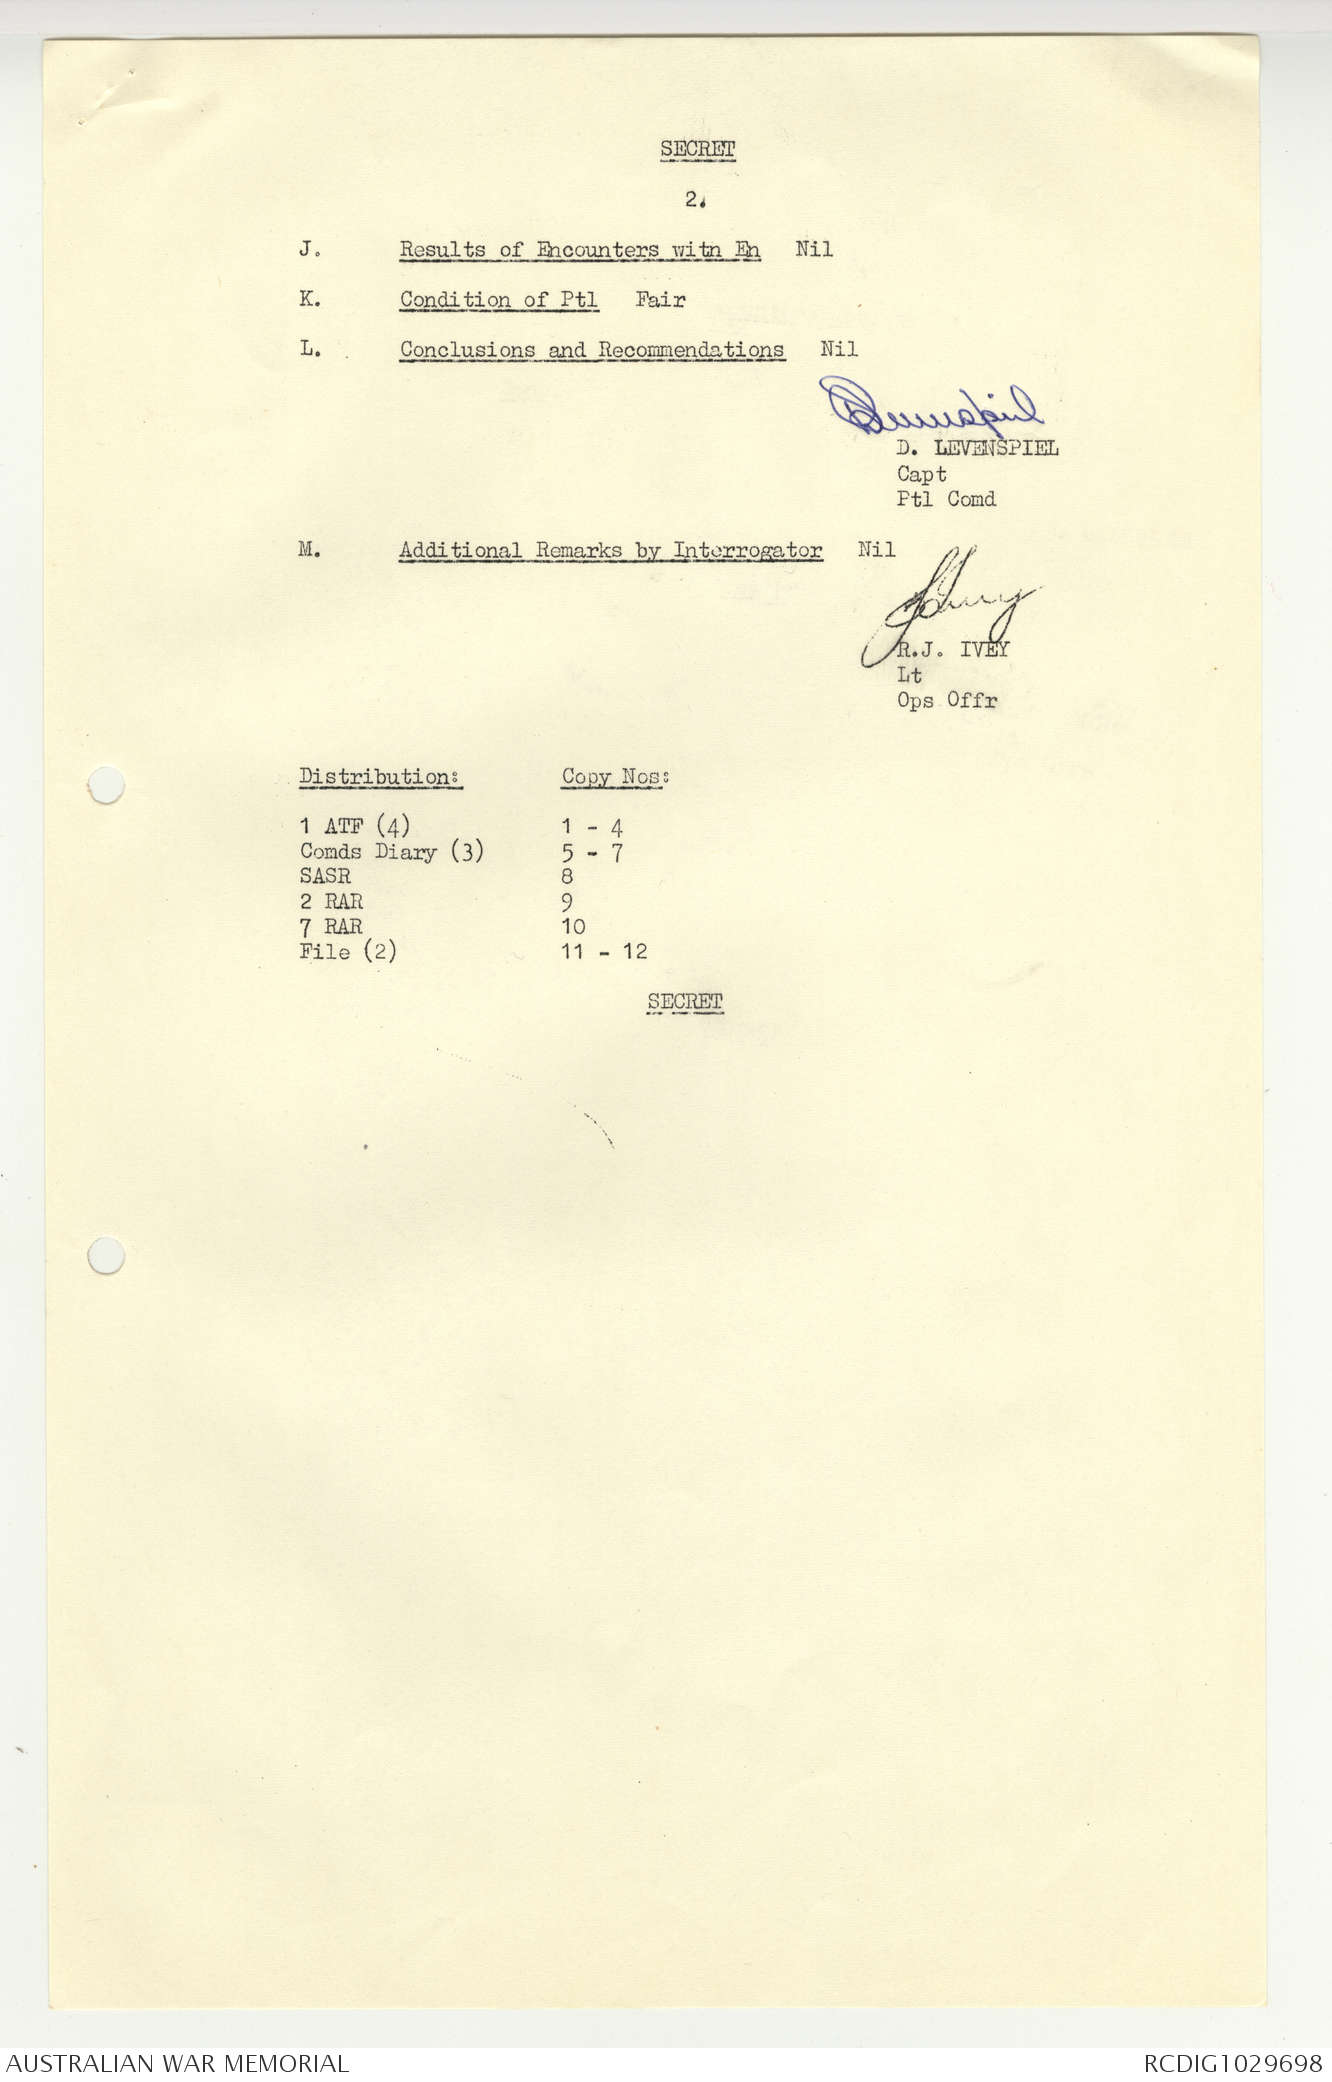 SECRET
2.
J. Results of Encounters witn En Nil
K. Condition of Ptl Fair
L. Conclusions and Recommendations Nil
D. LEVENSPIEL
Capt
Ptl Comd
M. Additional Remarks by Interrogator Nil
R.J. IVEY
Lt
Ops Offr
Distribution: Copy Nos:
1 ATF (4) 1 - 4
Comds Diary (3) 5 - 7
SASR 8
2 RAR 9
7 RAR 10
File (2) 11 - 12
SECRET
AUSTRALIAN WAR MEMORIAL RCDIG1029698